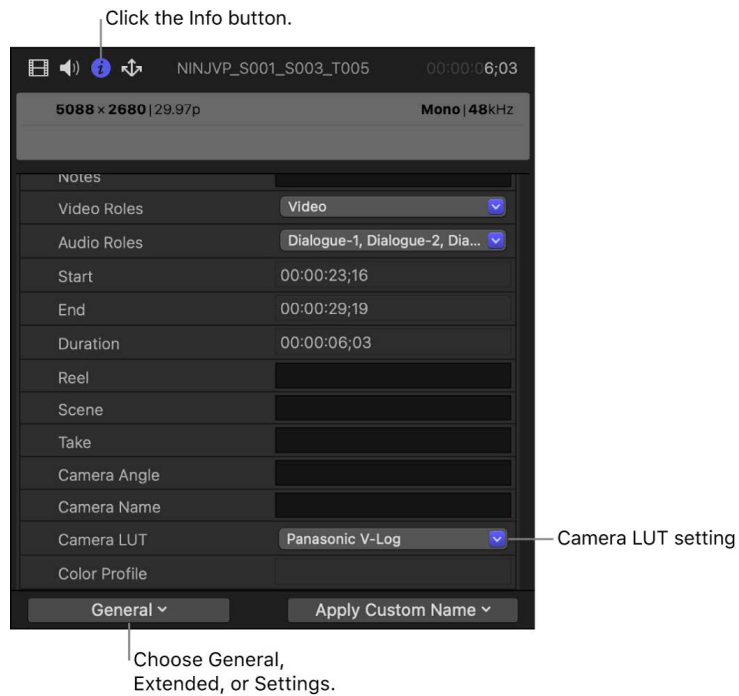 Click the Info button.
NINJVP_S001_S003_T005 00:00:06;03
5088 × 2680 | 29.97p Mono | 48kHz
Notes
Video Roles Video
Audio Roles Dialogue-1, Dialogue-2, Dia...
Start 00:00:23;16
End 00:00:29;19
Duration 00:00:06;03
Reel
Scene
Take
Camera Angle
Camera Name
Camera LUT Panasonic V-Log Camera LUT setting
Color Profile
General Apply Custom Name
Choose General,
Extended, or Settings.